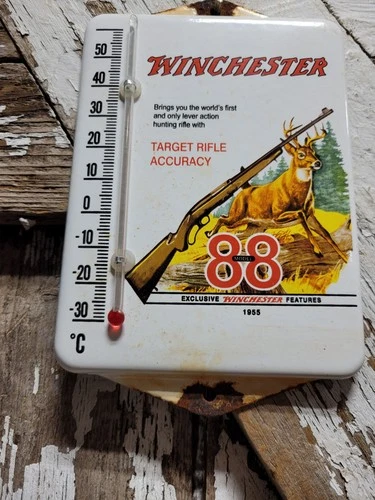 WINCHESTER
Brings you the world's first
and only lever action
hunting rifle with
TARGET RIFLE
ACCURACY
88
MODEL
EXCLUSIVE WINCHESTER FEATURES
1955
50
40
30
20
10
0
-10
-20
-30
°C